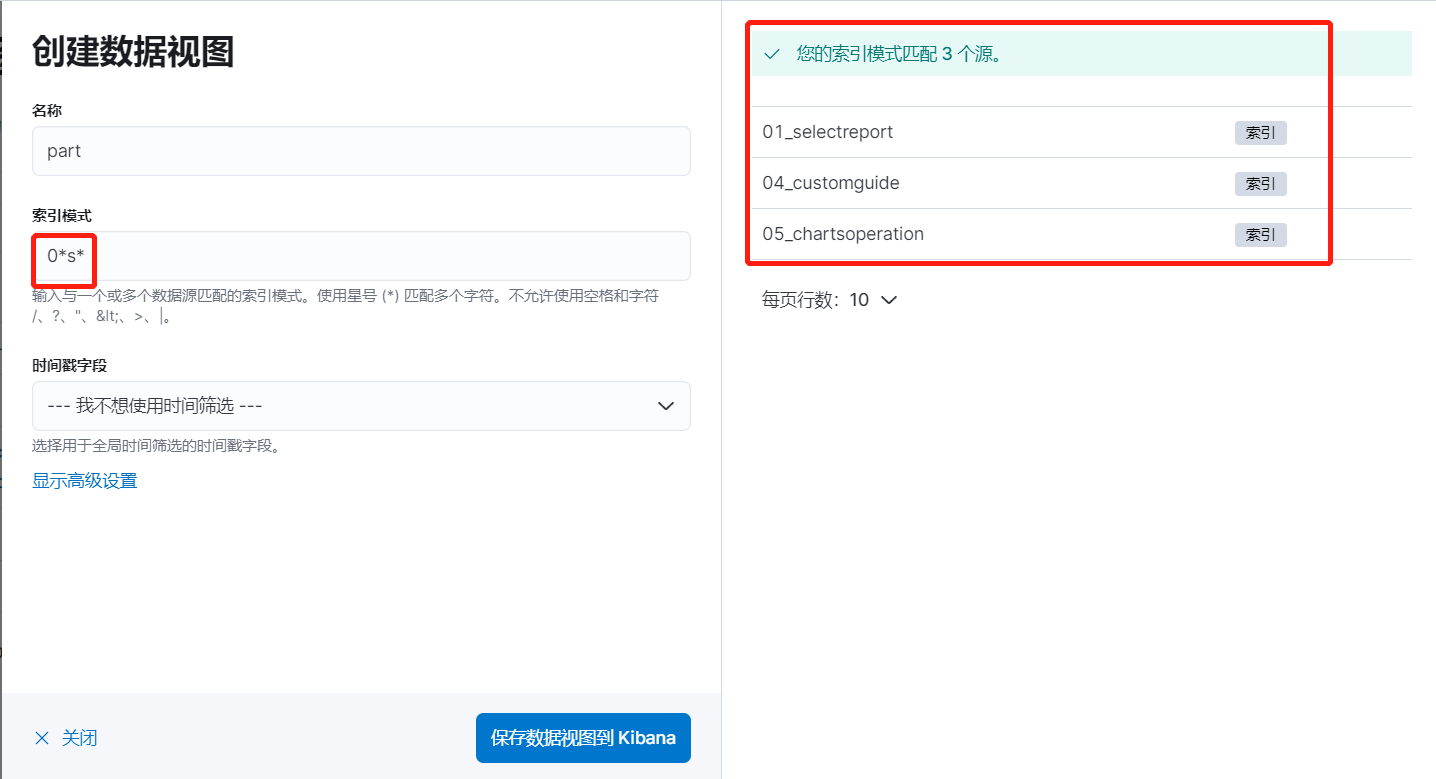 创建数据视图
名称
part
索引模式
0*s*
输入与一个或多个数据源匹配的索引模式。使用星号 (*) 匹配多个字符。不允许使用空格和字符
/、?、"、&lt;、>、|。
时间戳字段
--- 我不想使用时间筛选 ---
选择用于全局时间筛选的时间戳字段。
显示高级设置
关闭
保存数据视图到 Kibana
您的索引模式匹配 3 个源。
01_selectreport 索引
04_customguide 索引
05_chartsoperation 索引
每页行数：10